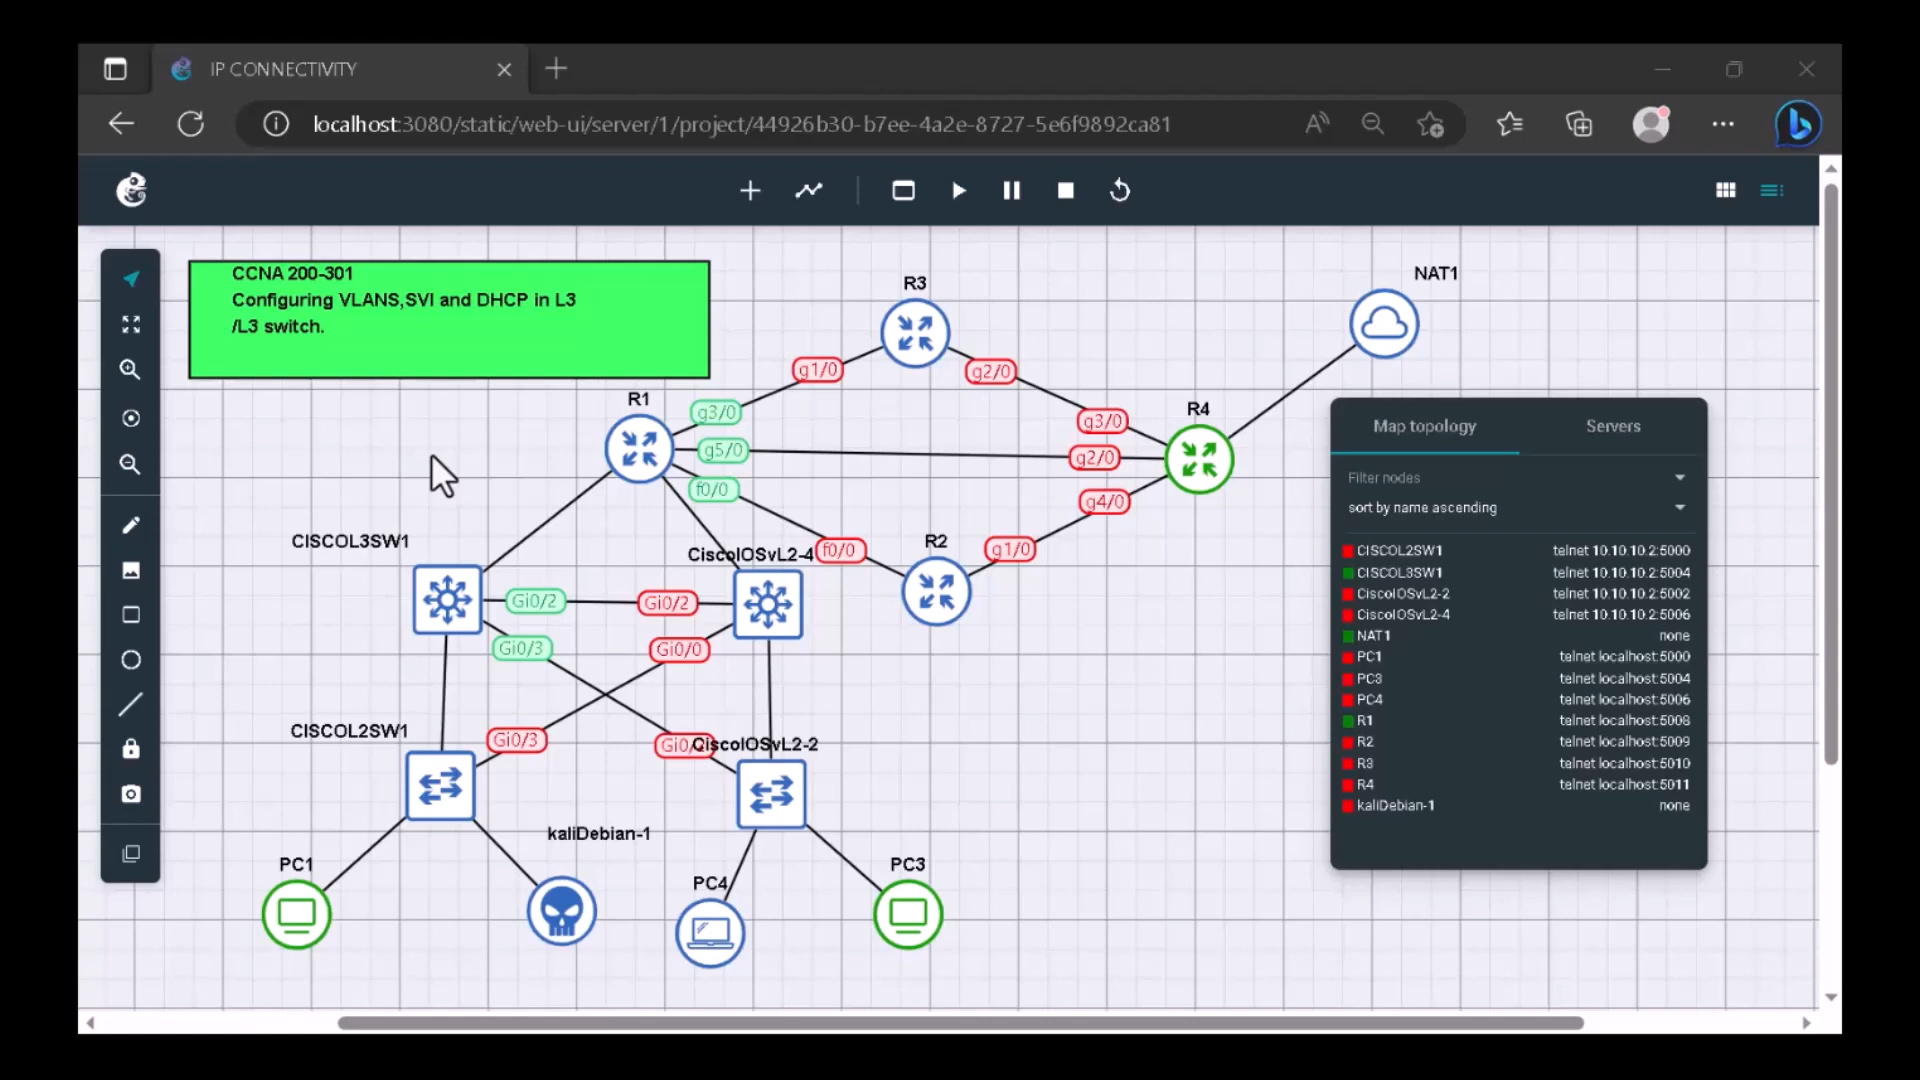 IP CONNECTIVITY
localhost:3080/static/web-ui/server/1/project/44926b30-b7ee-4a2e-8727-5e6f9892ca81
CCNA 200-301
Configuring VLANS,SVI and DHCP in L3
/L3 switch.
R3
NAT1
g1/0
g2/0
R1
g3/0
R4
g3/0
g5/0
g2/0
f0/0
g4/0
CISCOL3SW1
CiscoIOSvL2-4
f0/0
R2
g1/0
Gi0/2
Gi0/2
Gi0/3
Gi0/0
CISCOL2SW1
Gi0/3
CiscoIOSvL2-2
kaliDebian-1
PC1
PC4
PC3
Map topology
Servers
Filter nodes
sort by name ascending
CISCOL2SW1 telnet 10.10.10.2:5000
CISCOL3SW1 telnet 10.10.10.2:5004
CiscoIOSvL2-2 telnet 10.10.10.2:5002
CiscoIOSvL2-4 telnet 10.10.10.2:5006
NAT1 none
PC1 telnet localhost:5000
PC3 telnet localhost:5004
PC4 telnet localhost:5006
R1 telnet localhost:5008
R2 telnet localhost:5009
R3 telnet localhost:5010
R4 telnet localhost:5011
kaliDebian-1 none